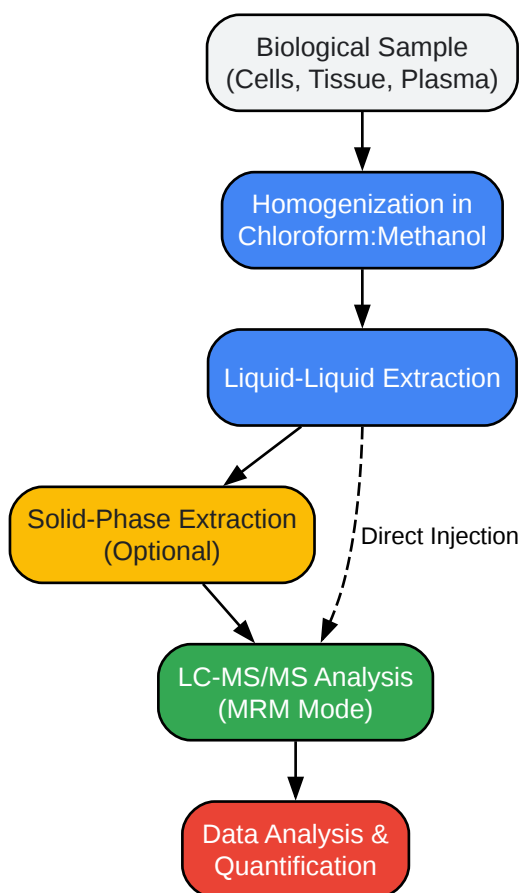 Biological Sample
(Cells, Tissue, Plasma)
Homogenization in
Chloroform:Methanol
Liquid-Liquid Extraction
Solid-Phase Extraction
(Optional)
Direct Injection
LC-MS/MS Analysis
(MRM Mode)
Data Analysis &
Quantification